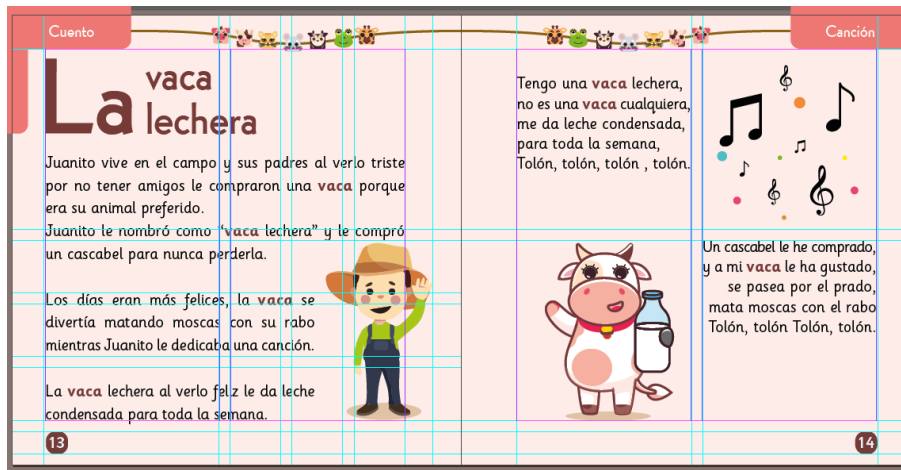 Cuento
La vaca
lechera
Juanito vive en el campo y sus padres al verlo triste
por no tener amigos le compraron una vaca porque
era su animal preferido.
Juanito le nombró como “vaca lechera” y le compró
un cascabel para nunca perderla.
Los días eran más felices, la vaca se
divertía matando moscas con su rabo
mientras Juanito le dedicaba una canción.
La vaca lechera al verlo feliz le da leche
condensada para toda la semana.
13
Canción
Tengo una vaca lechera,
no es una vaca cualquiera,
me da leche condensada,
para toda la semana,
Tolón, tolón, tolón , tolón.
Un cascabel le he comprado,
y a mi vaca le ha gustado,
se pasea por el prado,
mata moscas con el rabo
Tolón, tolón Tolón, tolón.
14